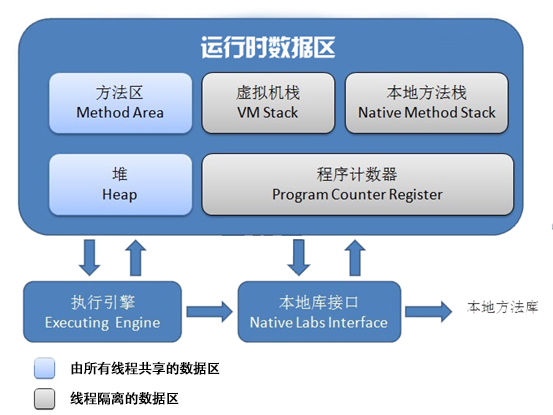 运行时数据区
方法区
Method Area
虚拟机栈
VM Stack
本地方法栈
Native Method Stack
堆
Heap
程序计数器
Program Counter Register
执行引擎
Executing Engine
本地库接口
Native Labs Interface
本地方法库
由所有线程共享的数据区
线程隔离的数据区